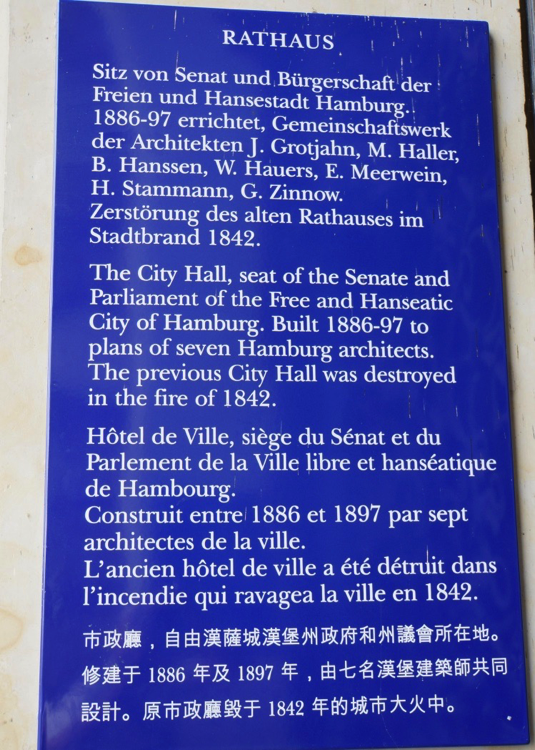 RATHAUS
Sitz von Senat und Bürgerschaft der
Freien und Hansestadt Hamburg.
1886-97 errichtet, Gemeinschaftswerk
der Architekten J. Grotjahn, M. Haller,
B. Hanssen, W. Hauers, E. Meerwein,
H. Stammann, G. Zinnow.
Zerstörung des alten Rathauses im
Stadtbrand 1842.
The City Hall, seat of the Senate and
Parliament of the Free and Hanseatic
City of Hamburg. Built 1886-97 to
plans of seven Hamburg architects.
The previous City Hall was destroyed
in the fire of 1842.
Hôtel de Ville, siège du Sénat et du
Parlement de la Ville libre et hanséatique
de Hambourg.
Construit entre 1886 et 1897 par sept
architectes de la ville.
L’ancien hôtel de ville a été détruit dans
l’incendie qui ravagea la ville en 1842.
市政廳，自由漢薩城漢堡州政府和州議會所在地。
修建于 1886 年及 1897 年，由七名漢堡建築師共同
設計。原市政廳毀于 1842 年的城市大火中。